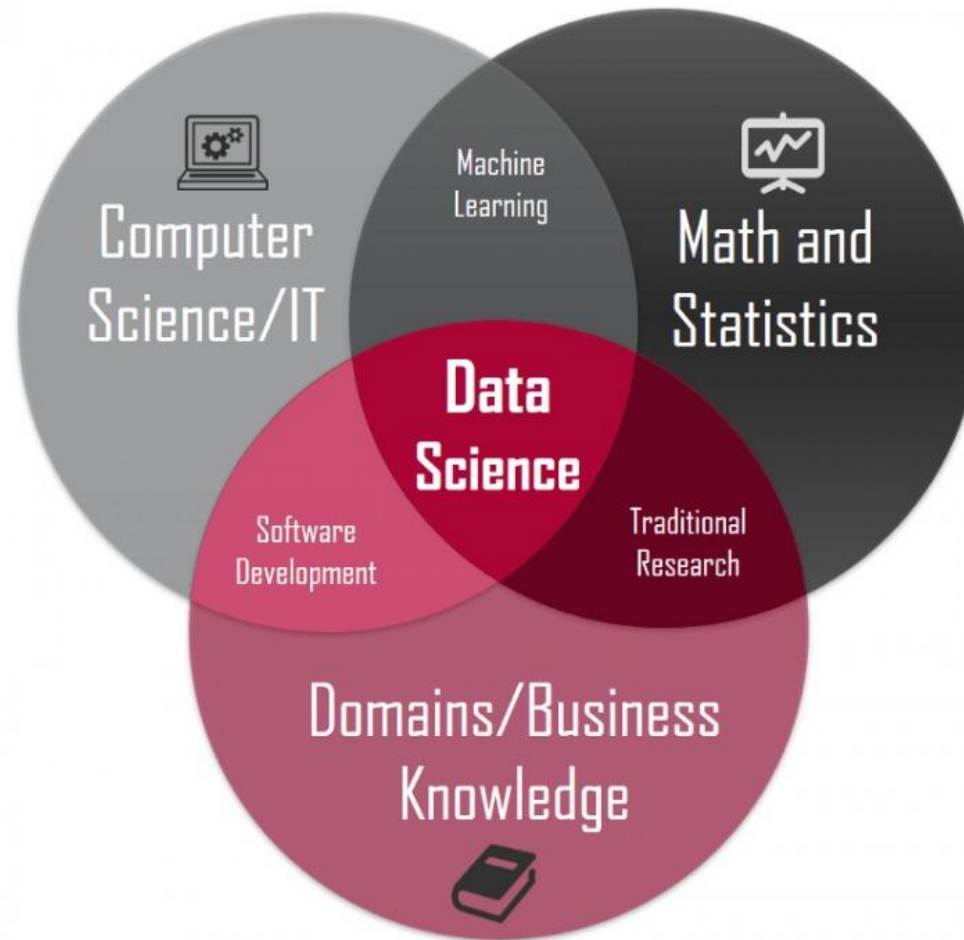 Machine
Learning
Computer
Science/IT
Math and
Statistics
Data
Science
Software
Development
Traditional
Research
Domains/Business
Knowledge